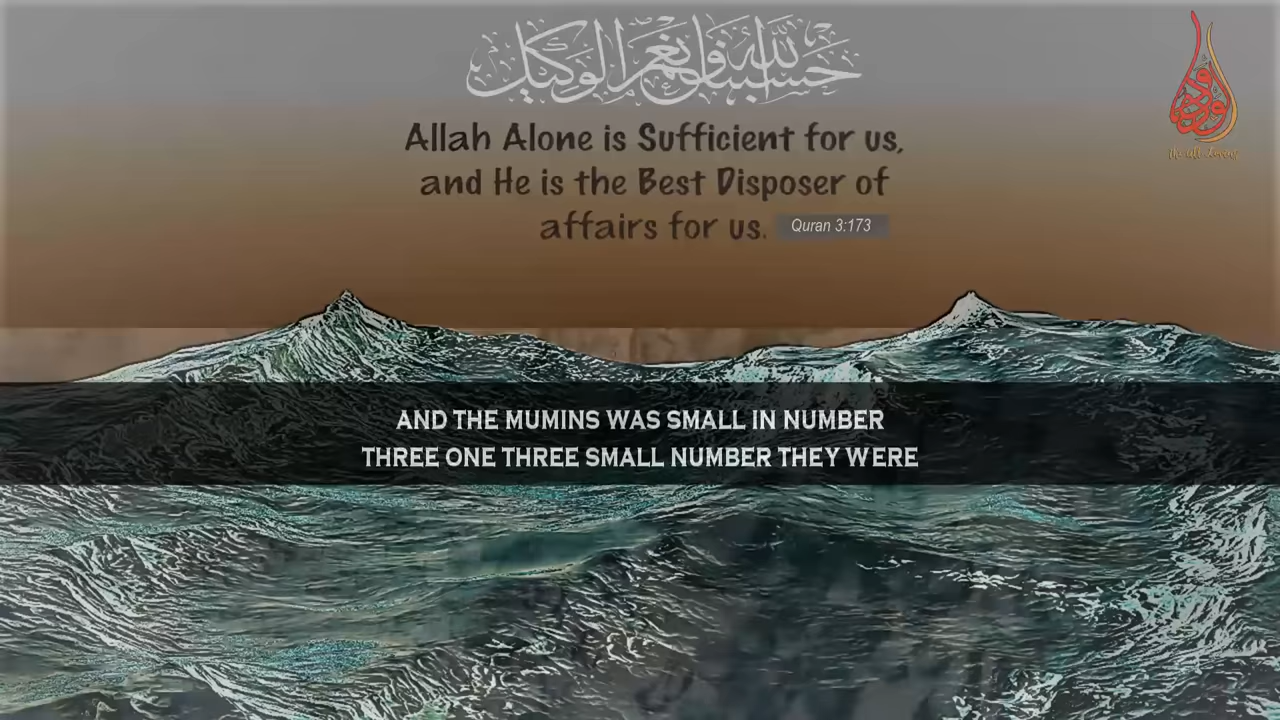 حسبنا الله ونعم الوكيل
Allah Alone is Sufficient for us,
and He is the Best Disposer of
affairs for us. Quran 3:173
AND THE MUMINS WAS SMALL IN NUMBER
THREE ONE THREE SMALL NUMBER THEY WERE